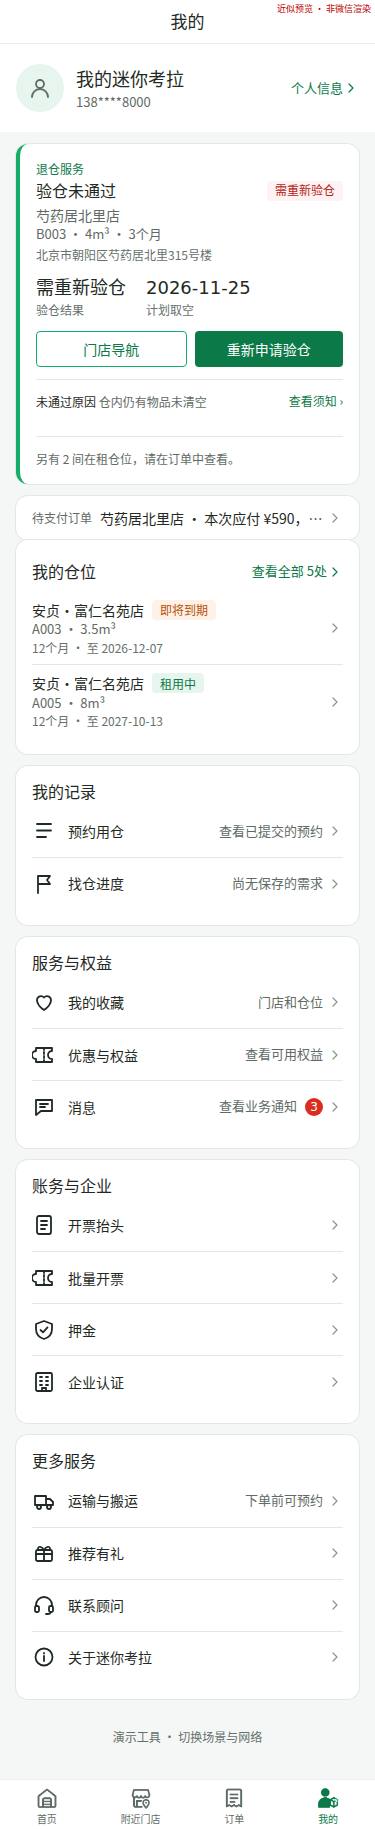 近似预览 · 非微信渲染
我的
我的迷你考拉
138****8000
个人信息
退仓服务
验仓未通过
需重新验仓
芍药居北里店
B003 · 4m³ · 3个月
北京市朝阳区芍药居北里315号楼
需重新验仓 2026-11-25
验仓结果 计划取空
门店导航 重新申请验仓
未通过原因 仓内仍有物品未清空 查看须知 ›
另有 2 间在租仓位，请在订单中查看。
待支付订单 芍药居北里店 · 本次应付 ¥590, ···
我的仓位 查看全部 5处
安贞·富仁名苑店 即将到期
A003 · 3.5m³
12个月 · 至 2026-12-07
安贞·富仁名苑店 租用中
A005 · 8m³
12个月 · 至 2027-10-13
我的记录
预约用仓 查看已提交的预约
找仓进度 尚无保存的需求
服务与权益
我的收藏 门店和仓位
优惠与权益 查看可用权益
消息 查看业务通知 3
账务与企业
开票抬头
批量开票
押金
企业认证
更多服务
运输与搬运 下单前可预约
推荐有礼
联系顾问
关于迷你考拉
演示工具 · 切换场景与网络
首页 附近门店 订单 我的